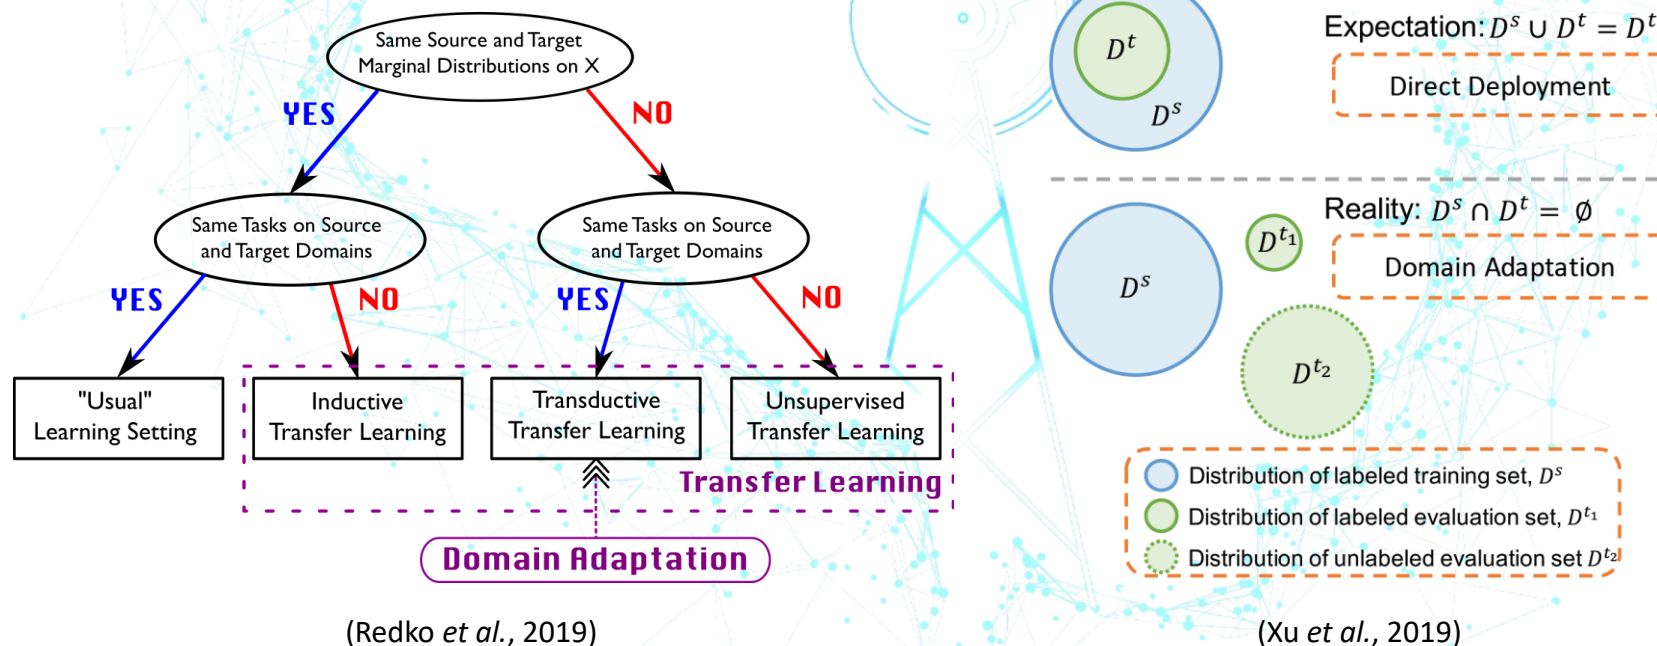 Same Source and Target
Marginal Distributions on X
YES
NO
Same Tasks on Source
and Target Domains
Same Tasks on Source
and Target Domains
YES
NO
YES
NO
"Usual"
Learning Setting
Inductive
Transfer Learning
Transductive
Transfer Learning
Unsupervised
Transfer Learning
Transfer Learning
Domain Adaptation
(Redko et al., 2019)
Dᵗ
Dˢ
Expectation: Dˢ ∪ Dᵗ = Dᵗ
Direct Deployment
Reality: Dˢ ∩ Dᵗ = ∅
Domain Adaptation
Dˢ
Dᵗ₁
Dᵗ₂
Distribution of labeled training set, Dˢ
Distribution of labeled evaluation set, Dᵗ₁
Distribution of unlabeled evaluation set Dᵗ₂
(Xu et al., 2019)